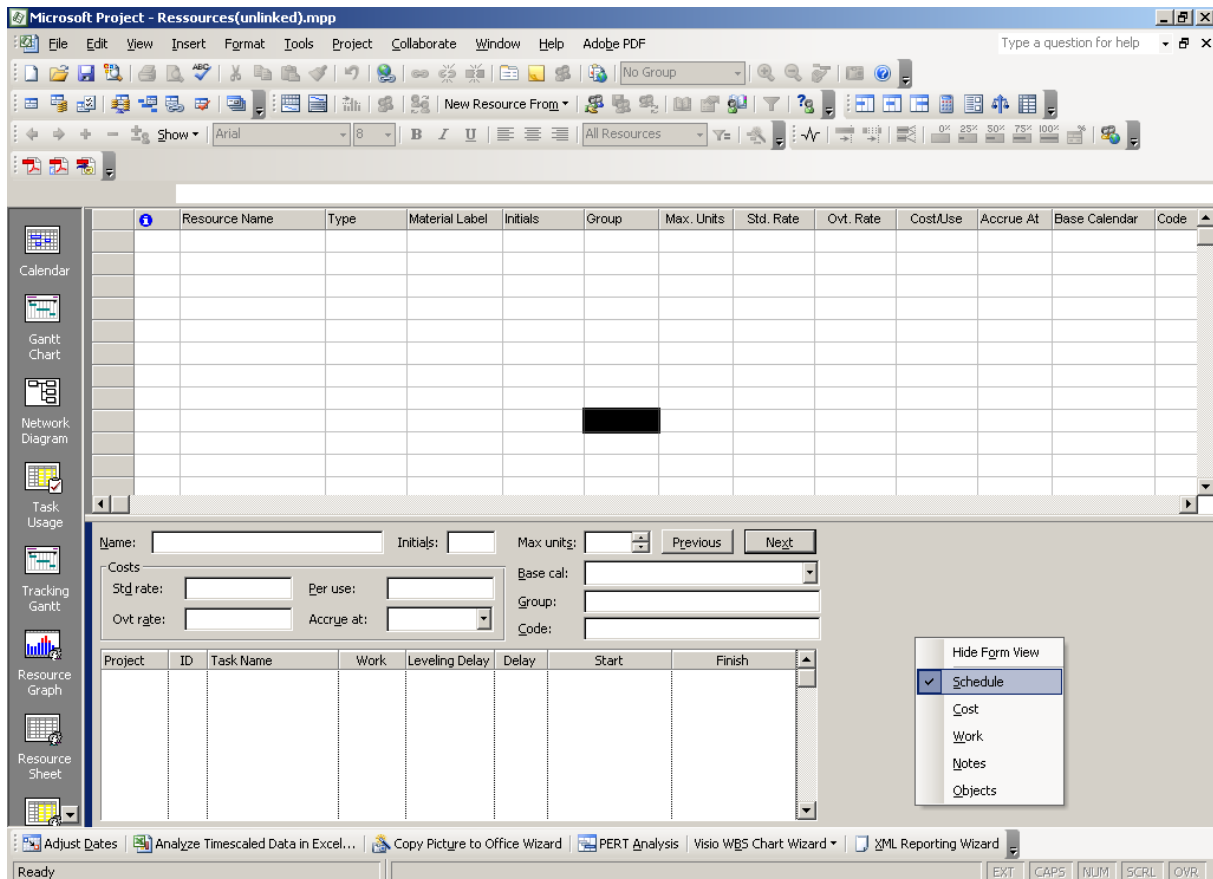 Microsoft Project - Ressources(unlinked).mpp
File Edit View Insert Format Tools Project Collaborate Window Help Adobe PDF Type a question for help
ABC No Group
New Resource From
Show Arial 8 B I U All Resources 0% 25% 50% 75% 100%
Resource Name Type Material Label Initials Group Max. Units Std. Rate Ovt. Rate Cost/Use Accrue At Base Calendar Code
Calendar
Gantt
Chart
Network
Diagram
Task
Usage
Tracking
Gantt
Resource
Graph
Resource
Sheet
Name: Initials: Max units: Previous Next
Costs
Std rate: Per use:
Ovt rate: Accrue at:
Base cal:
Group:
Code:
Project ID Task Name Work Leveling Delay Delay Start Finish
Hide Form View
Schedule
Cost
Work
Notes
Objects
Adjust Dates Analyze Timescaled Data in Excel... Copy Picture to Office Wizard PERT Analysis Visio WBS Chart Wizard XML Reporting Wizard
Ready EXT CAPS NUM SCRL OVR